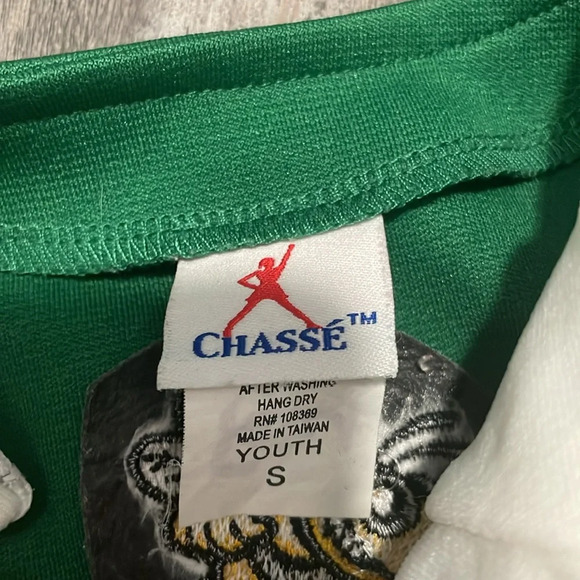 CHASSÉ™
AFTER WASHING
HANG DRY
RN# 108369
MADE IN TAIWAN
YOUTH
S